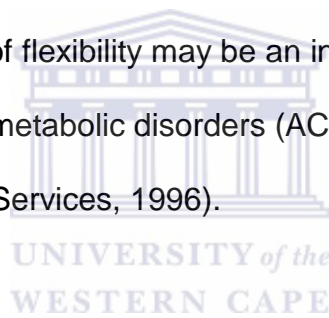 of flexibility may be an in
metabolic disorders (AC
Services, 1996).
UNIVERSITY of the
WESTERN CAPE